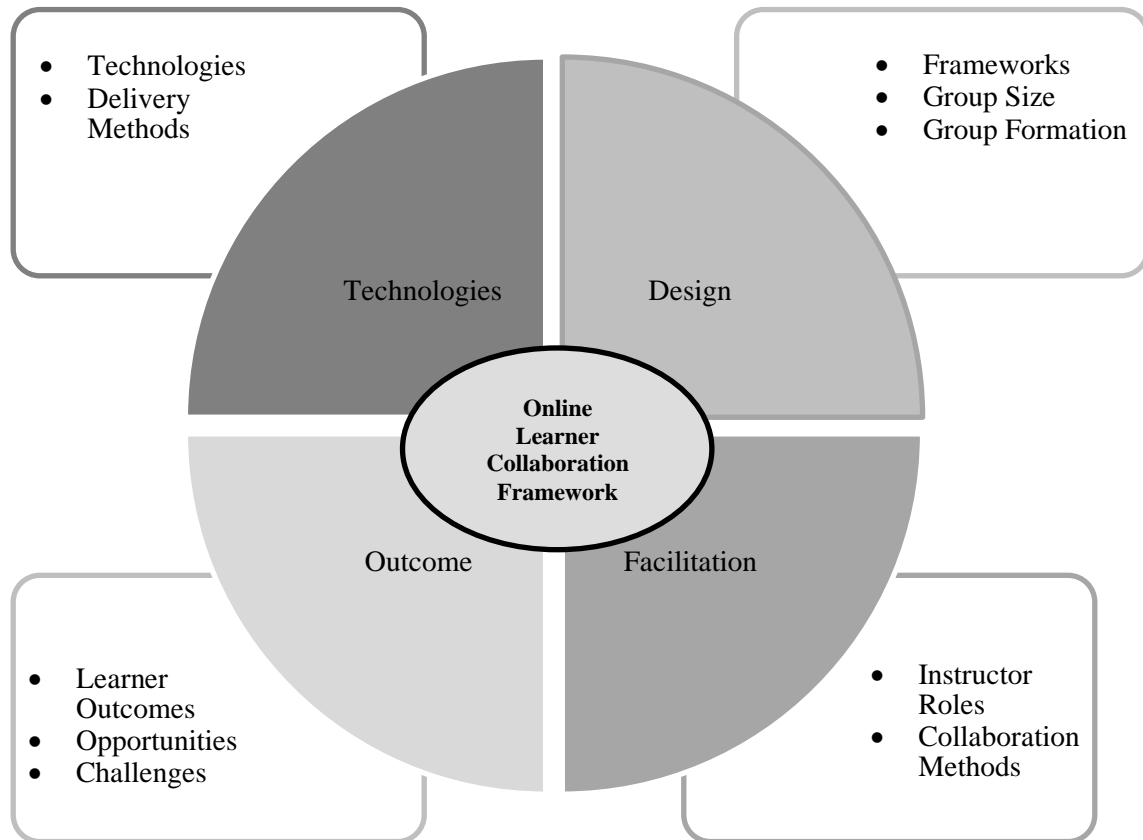 • Technologies
• Delivery
Methods
• Frameworks
• Group Size
• Group Formation
Technologies
Design
Online
Learner
Collaboration
Framework
Outcome
Facilitation
• Learner
Outcomes
• Opportunities
• Challenges
• Instructor
Roles
• Collaboration
Methods